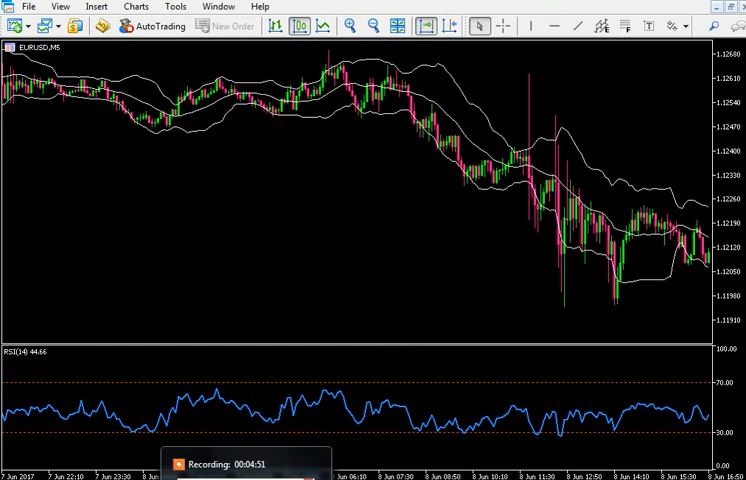 File View Insert Charts Tools Window Help
AutoTrading New Order
EURUSD,M5
1.12680
1.12610
1.12540
1.12470
1.12400
1.12330
1.12260
1.12190
1.12120
1.12050
1.11980
1.11910
RSI(14) 44.66
100.00
70.00
30.00
0.00
Recording: 00:04:51
7 Jun 2017 7 Jun 22:10 7 Jun 23:30 8 Jun 06:10 8 Jun 07:30 8 Jun 08:50 8 Jun 10:10 8 Jun 11:30 8 Jun 12:50 8 Jun 14:10 8 Jun 15:30 8 Jun 16:50